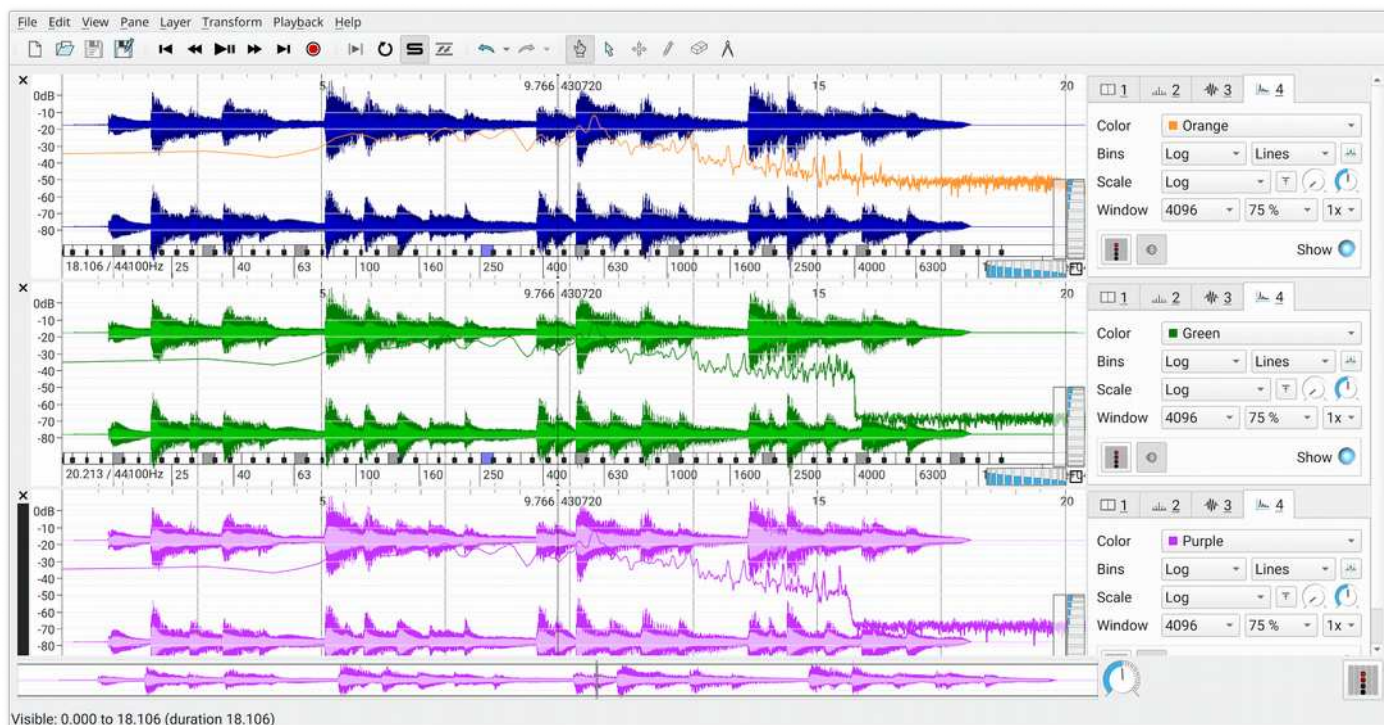 File Edit View Pane Layer Transform Playback Help
5 9.766 430720 15 20
0dB
-10
-20
-30
-40
-50
-60
-70
-80
18.106 / 44100Hz 25 40 63 100 160 250 400 630 1000 1600 2500 4000 6300
1 2 3 4
Color Orange
Bins Log Lines
Scale Log
Window 4096 75 % 1x
Show
5 9.766 430720 15 20
0dB
-10
-20
-30
-40
-50
-60
-70
-80
20.213 / 44100Hz 25 40 63 100 160 250 400 630 1000 1600 2500 4000 6300
1 2 3 4
Color Green
Bins Log Lines
Scale Log
Window 4096 75 % 1x
Show
5 9.766 430720 15 20
0dB
-10
-20
-30
-40
-50
-60
-70
-80
1 2 3 4
Color Purple
Bins Log Lines
Scale Log
Window 4096 75 % 1x
Visible: 0.000 to 18.106 (duration 18.106)